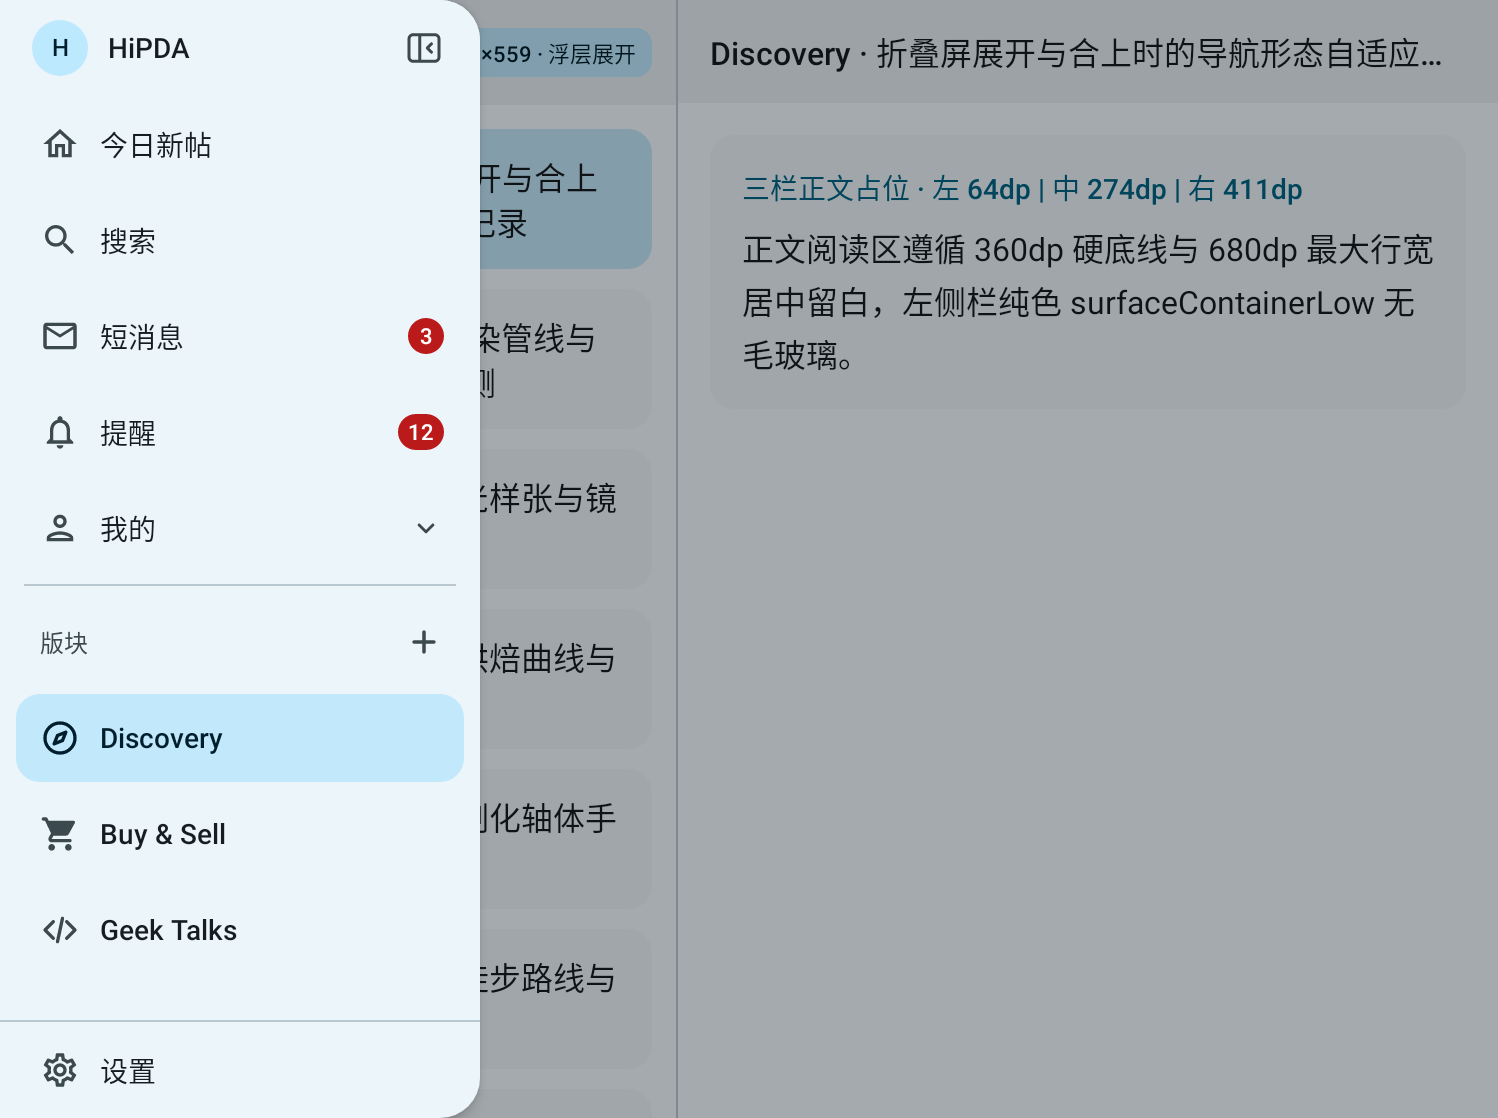 H HiPDA
今日新帖
搜索
短消息 3
提醒 12
我的
版块
Discovery
Buy & Sell
Geek Talks
设置
×559 · 浮层展开
开与合上
记录
染管线与
测
样张与镜
烘焙曲线与
制化轴体手
徒步路线与
Discovery · 折叠屏展开与合上时的导航形态自适应…
三栏正文占位 · 左 64dp | 中 274dp | 右 411dp
正文阅读区遵循 360dp 硬底线与 680dp 最大行宽
居中留白，左侧栏纯色 surfaceContainerLow 无
毛玻璃。